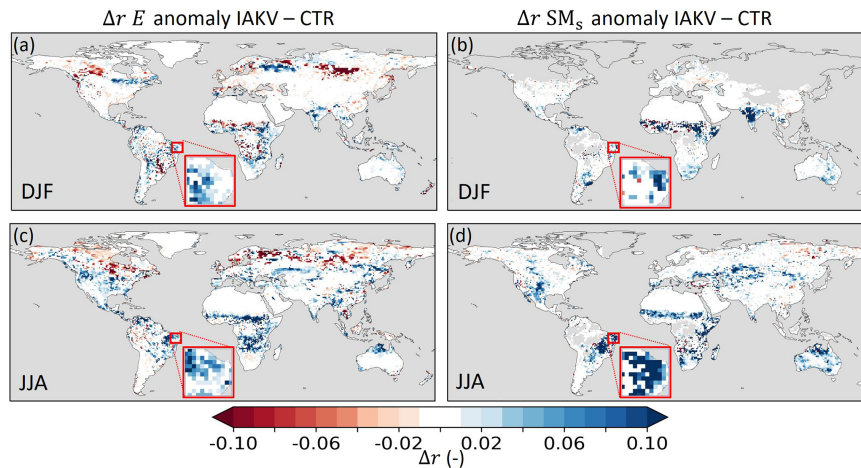 Δr E anomaly IAKV – CTR
Δr SMs anomaly IAKV – CTR
(a)
DJF
(b)
DJF
(c)
JJA
(d)
JJA
-0.10 -0.06 -0.02 0.02 0.06 0.10
Δr (-)